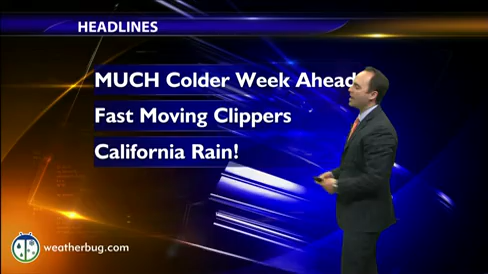 HEADLINES
MUCH Colder Week Ahead
Fast Moving Clippers
California Rain!
weatherbug.com